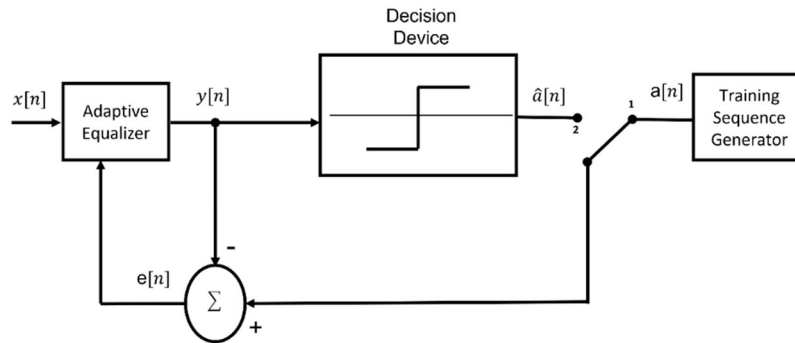 Decision
Device
x[n]
Adaptive
Equalizer
y[n]
â[n]
2
1
a[n]
Training
Sequence
Generator
-
e[n]
Σ
+